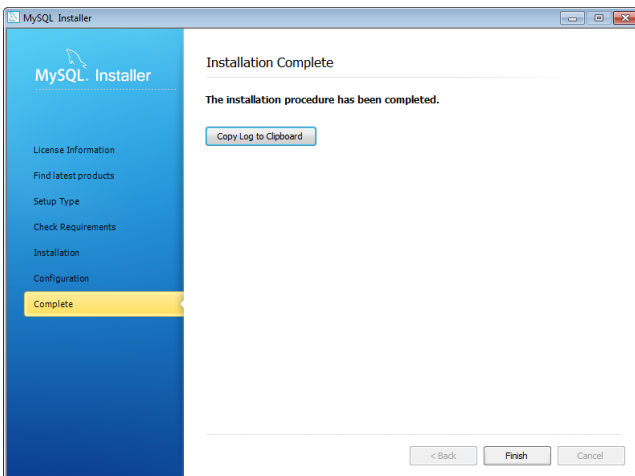 MySQL Installer
MySQL. Installer
License Information
Find latest products
Setup Type
Check Requirements
Installation
Configuration
Complete
Installation Complete
The installation procedure has been completed.
Copy Log to Clipboard
< Back
Finish
Cancel